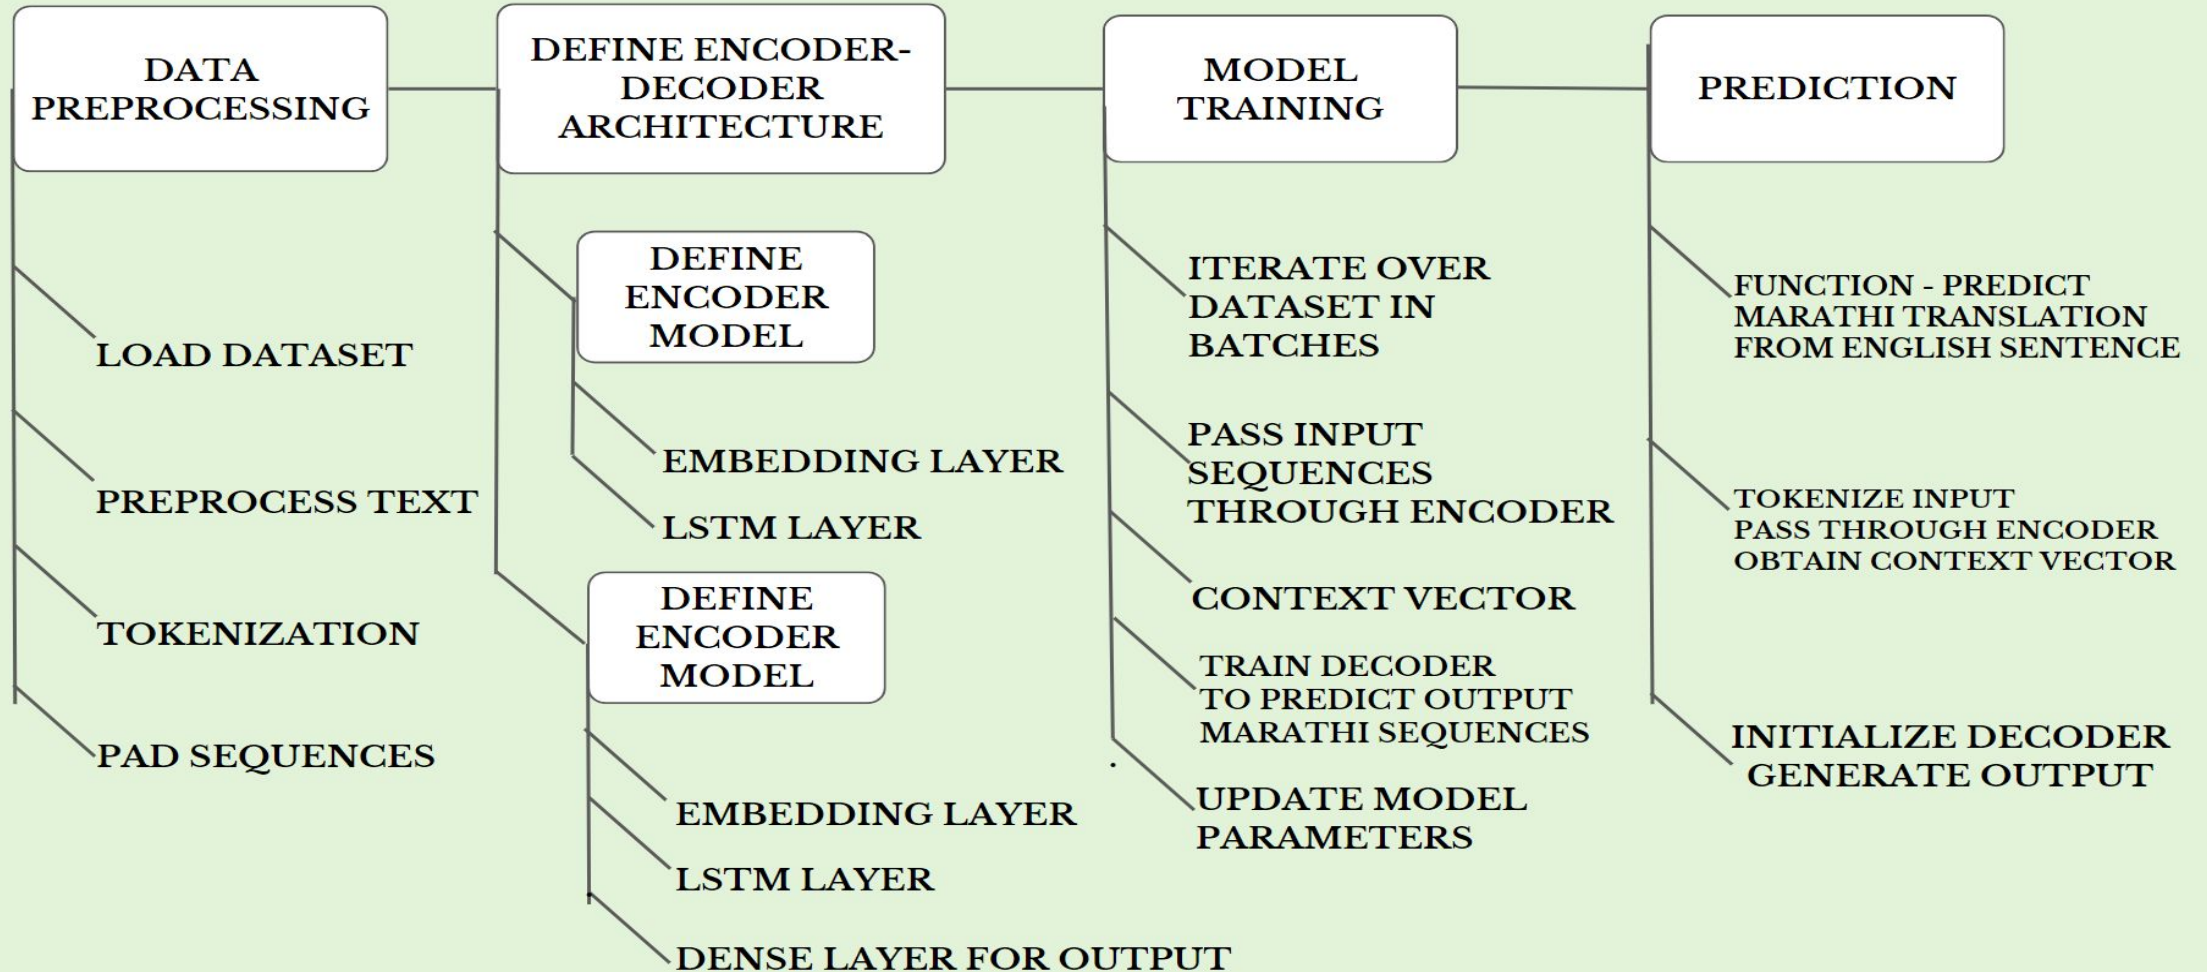 DATA
PREPROCESSING
LOAD DATASET
PREPROCESS TEXT
TOKENIZATION
PAD SEQUENCES
DEFINE ENCODER-
DECODER
ARCHITECTURE
DEFINE
ENCODER
MODEL
EMBEDDING LAYER
LSTM LAYER
DEFINE
ENCODER
MODEL
EMBEDDING LAYER
LSTM LAYER
DENSE LAYER FOR OUTPUT
MODEL
TRAINING
ITERATE OVER
DATASET IN
BATCHES
PASS INPUT
SEQUENCES
THROUGH ENCODER
CONTEXT VECTOR
TRAIN DECODER
TO PREDICT OUTPUT
MARATHI SEQUENCES
UPDATE MODEL
PARAMETERS
PREDICTION
FUNCTION - PREDICT
MARATHI TRANSLATION
FROM ENGLISH SENTENCE
TOKENIZE INPUT
PASS THROUGH ENCODER
OBTAIN CONTEXT VECTOR
INITIALIZE DECODER
GENERATE OUTPUT